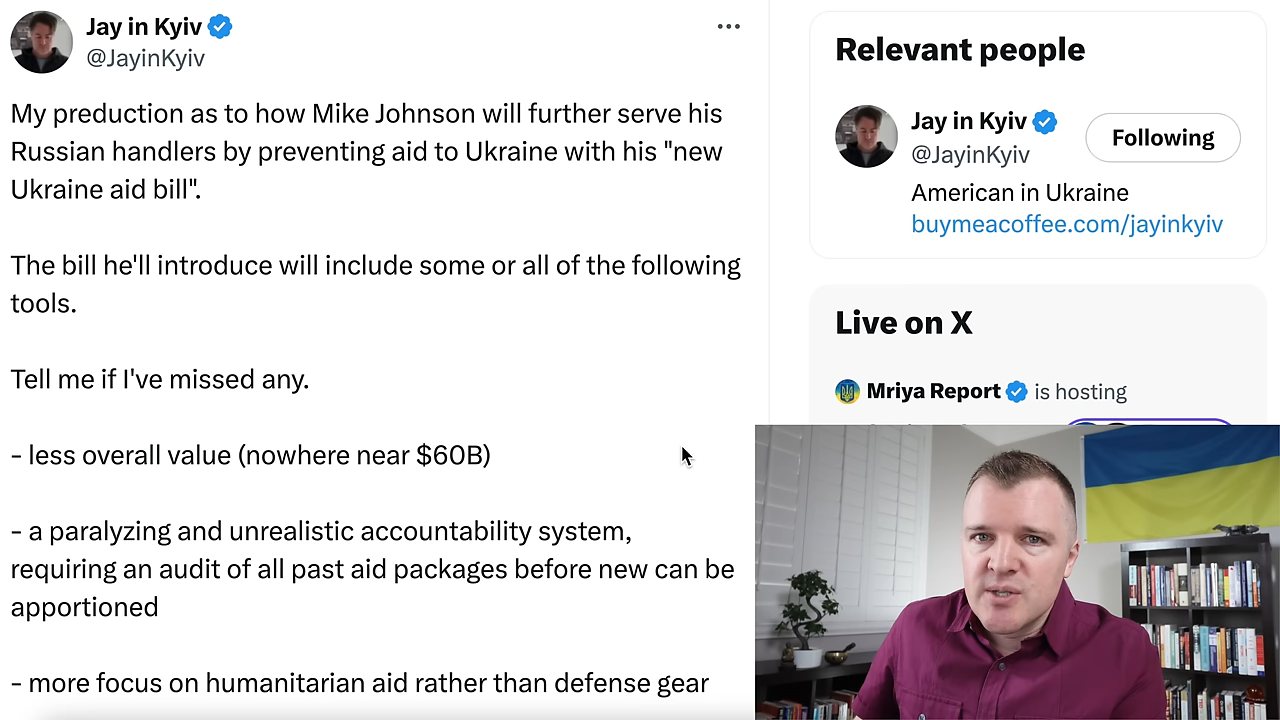 Jay in Kyiv
@JayinKyiv
My preduction as to how Mike Johnson will further serve his
Russian handlers by preventing aid to Ukraine with his "new
Ukraine aid bill".
The bill he'll introduce will include some or all of the following
tools.
Tell me if I've missed any.
- less overall value (nowhere near $60B)
- a paralyzing and unrealistic accountability system,
requiring an audit of all past aid packages before new can be
apportioned
- more focus on humanitarian aid rather than defense gear
Relevant people
Jay in Kyiv
@JayinKyiv
Following
American in Ukraine
buymeacoffee.com/jayinkyiv
Live on X
Mriya Report is hosting